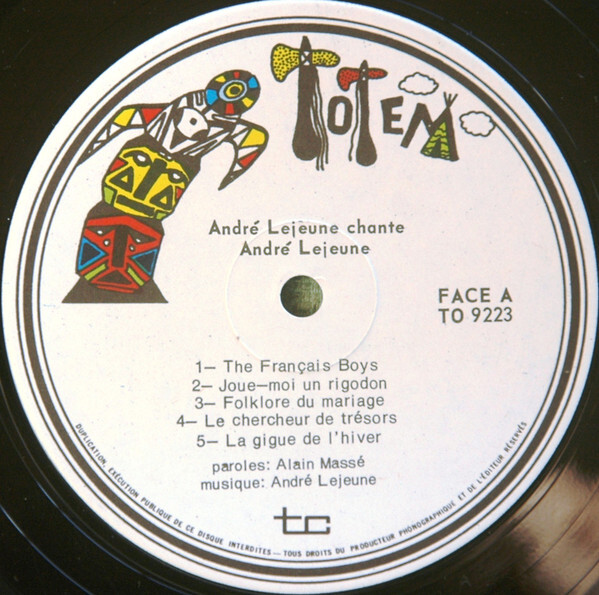 ToTEM
André Lejeune chante
André Lejeune
FACE A
TO 9223
1– The Français Boys
2– Joue–moi un rigodon
3– Folklore du mariage
4– Le chercheur de trésors
5– La gigue de l'hiver
paroles: Alain Massé
musique: André Lejeune
tc
DUPLICATION, EXÉCUTION PUBLIQUE DE CE DISQUE INTERDITES – TOUS DROITS DU PRODUCTEUR PHONOGRAPHIQUE ET DE L'ÉDITEUR RÉSERVÉS